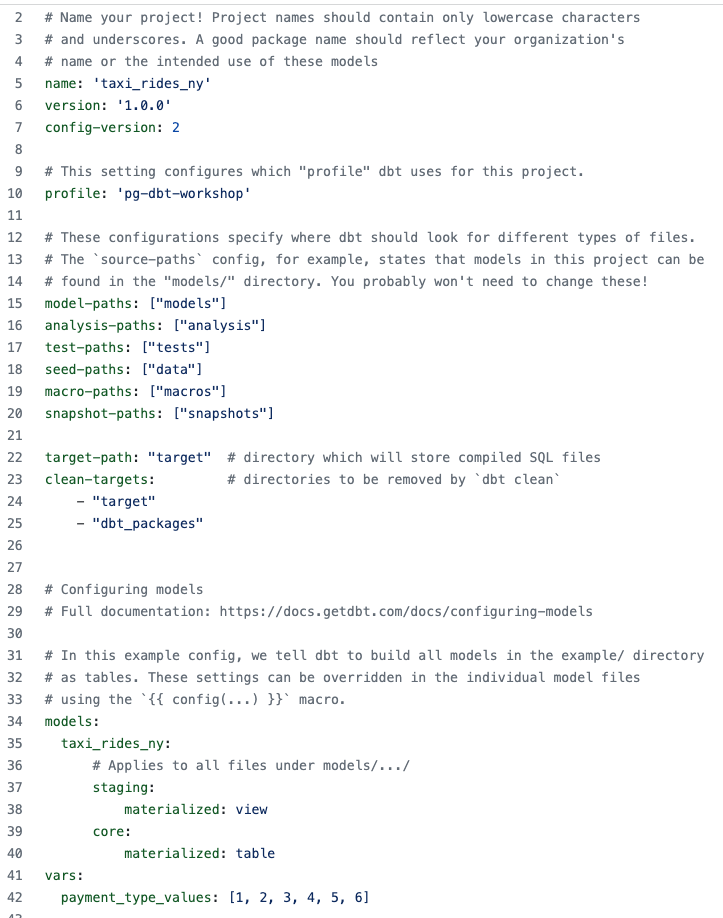 2 # Name your project! Project names should contain only lowercase characters
3 # and underscores. A good package name should reflect your organization's
4 # name or the intended use of these models
5 name: 'taxi_rides_ny'
6 version: '1.0.0'
7 config-version: 2
8
9 # This setting configures which "profile" dbt uses for this project.
10 profile: 'pg-dbt-workshop'
11
12 # These configurations specify where dbt should look for different types of files.
13 # The `source-paths` config, for example, states that models in this project can be
14 # found in the "models/" directory. You probably won't need to change these!
15 model-paths: ["models"]
16 analysis-paths: ["analysis"]
17 test-paths: ["tests"]
18 seed-paths: ["data"]
19 macro-paths: ["macros"]
20 snapshot-paths: ["snapshots"]
21
22 target-path: "target"  # directory which will store compiled SQL files
23 clean-targets:         # directories to be removed by `dbt clean`
24     - "target"
25     - "dbt_packages"
26
27
28 # Configuring models
29 # Full documentation: https://docs.getdbt.com/docs/configuring-models
30
31 # In this example config, we tell dbt to build all models in the example/ directory
32 # as tables. These settings can be overridden in the individual model files
33 # using the `{{ config(...) }}` macro.
34 models:
35   taxi_rides_ny:
36       # Applies to all files under models/.../
37       staging:
38           materialized: view
39       core:
40           materialized: table
41 vars:
42   payment_type_values: [1, 2, 3, 4, 5, 6]